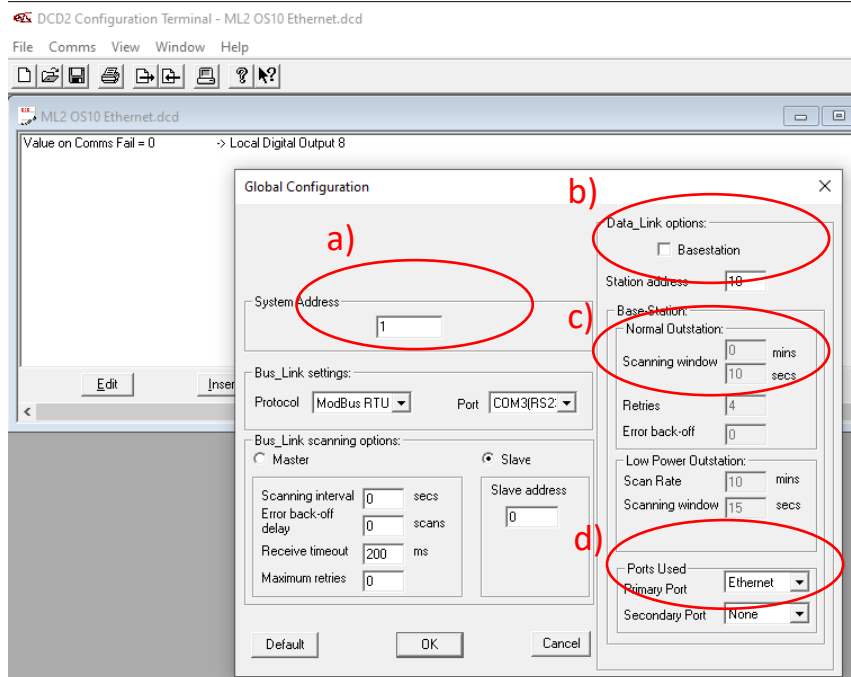 DCD2 Configuration Terminal - ML2 OS10 Ethernet.dcd
File Comms View Window Help
ML2 OS10 Ethernet.dcd
Value on Comms Fail = 0 -> Local Digital Output 8
Edit
Global Configuration
a)
System Address
1
Bus_Link settings:
Protocol ModBus RTU Port
Bus_Link scanning options:
Master Slave
Scanning interval 0 secs
Error back-off
delay 0 scans
Receive timeout 200 ms
Maximum retries 0
Slave address
0
Default OK Cancel
b)
Data_Link options:
Basestation
Station address 10
c)
Base-Station:
Normal Outstation:
Scanning window 0 mins
10 secs
Retries 4
Error back-off 0
Low Power Outstation:
Scan Rate 10 mins
Scanning window 15 secs
d)
Ports Used
Primary Port Ethernet
Secondary Port None